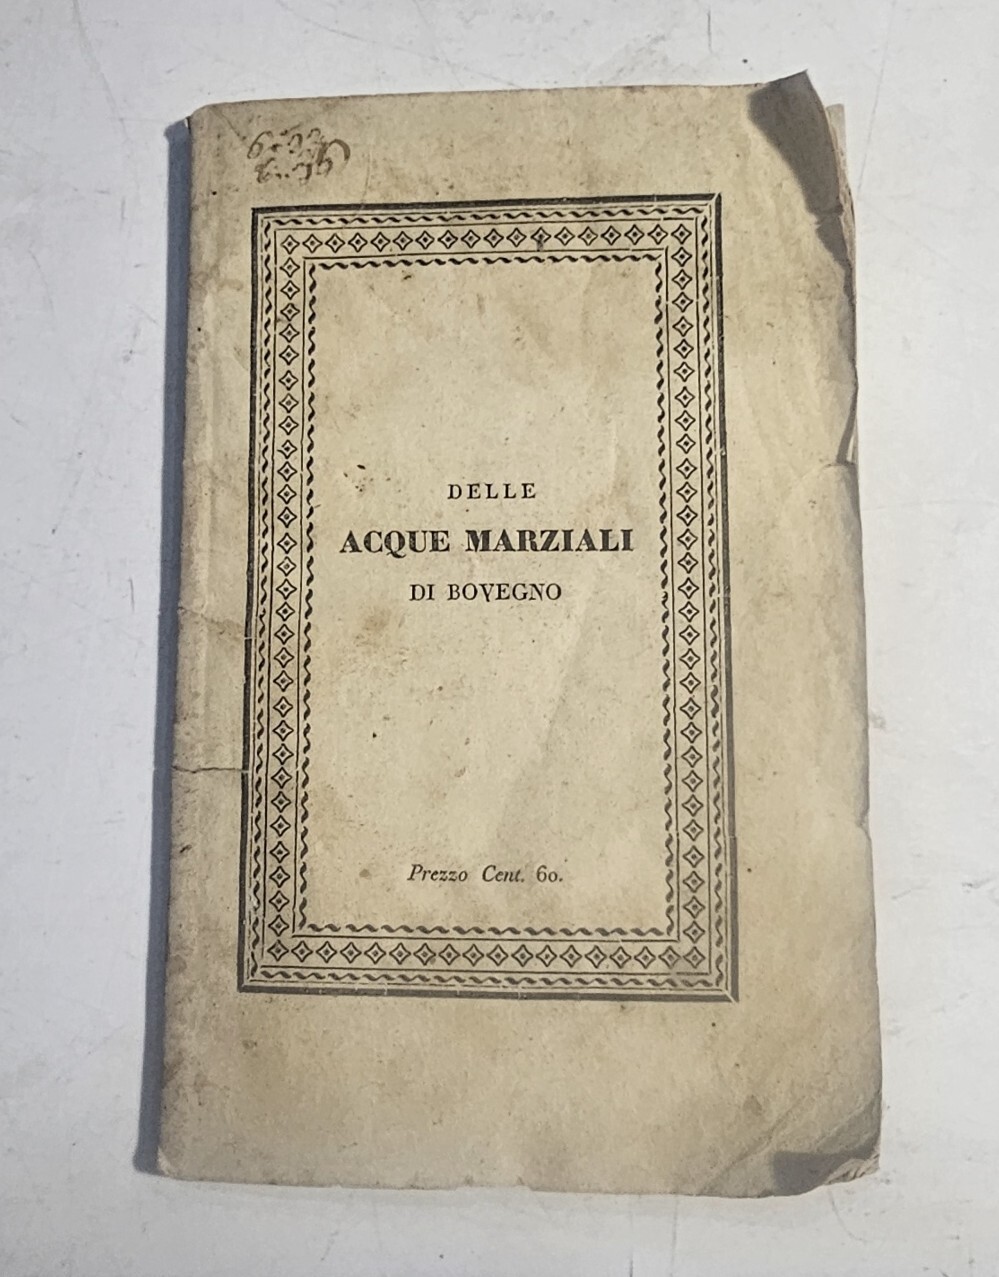 DELLE
ACQUE MARZIALI
DI BOVEGNO
Prezzo Cent. 60.